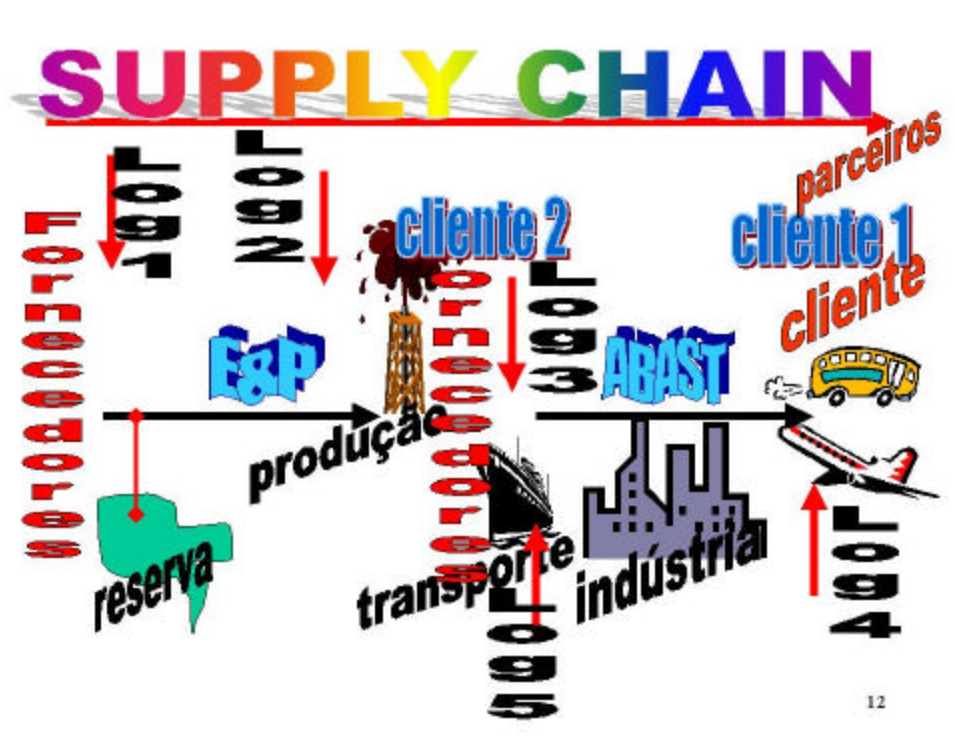 SUPPLY CHAIN
parceiros
Log1
Log2
Fornecedores
cliente 2
cliente 1
cliente
Fornecedores
Log3
E&P
ABAST
produção
reserva
transporte
indústria
Log4
Log5
12